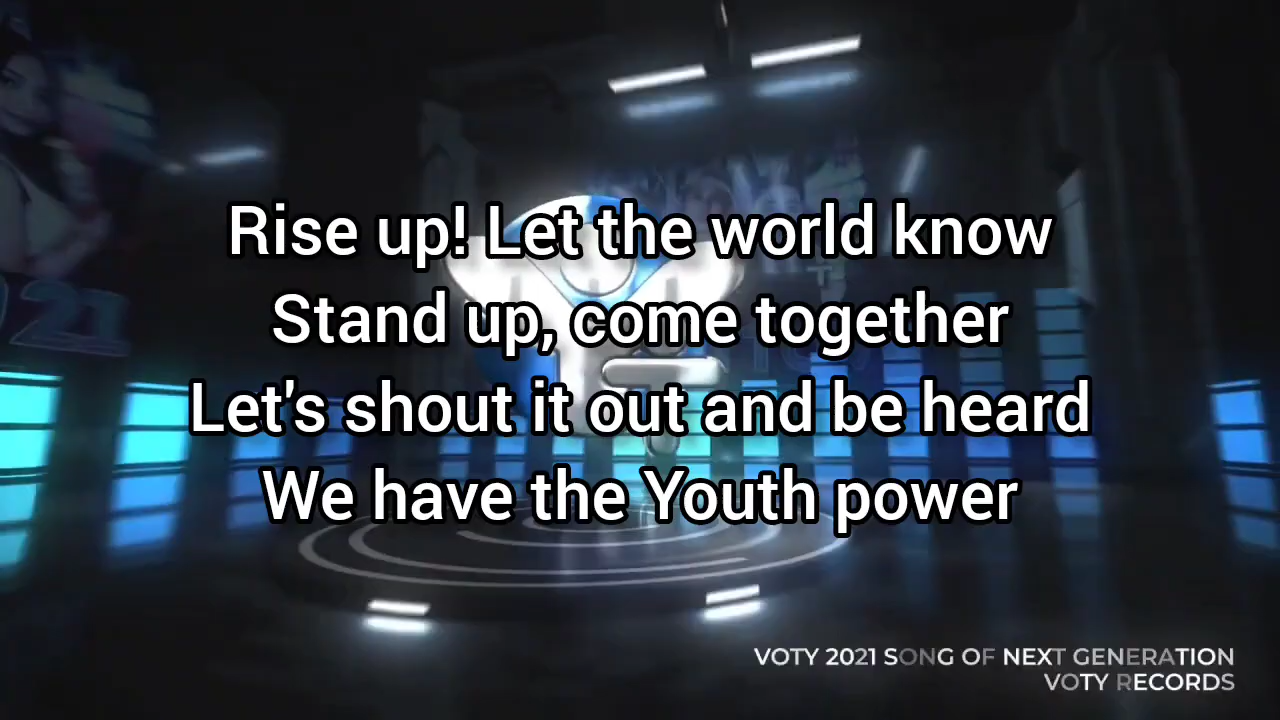 Rise up! Let the world know
Stand up, come together
Let's shout it out and be heard
We have the Youth power
21
VOTY 2021 SONG OF NEXT GENERATION
VOTY RECORDS